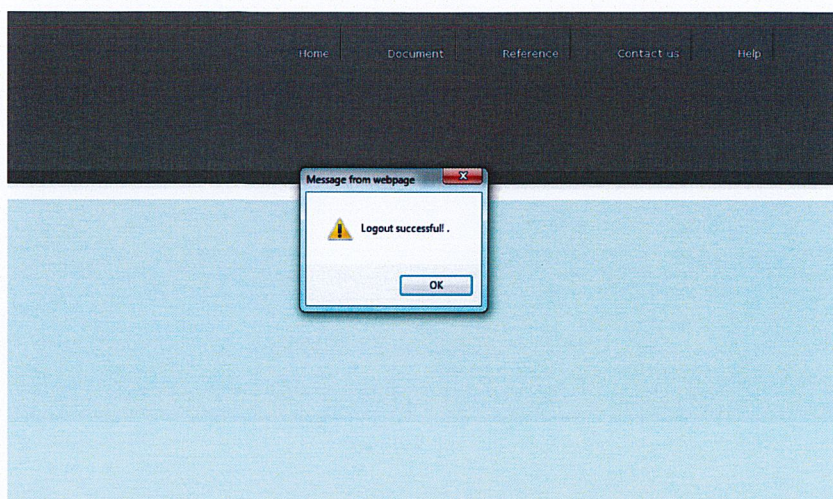 Home Document Reference Contact us Help
Message from webpage
Logout successful! .
OK